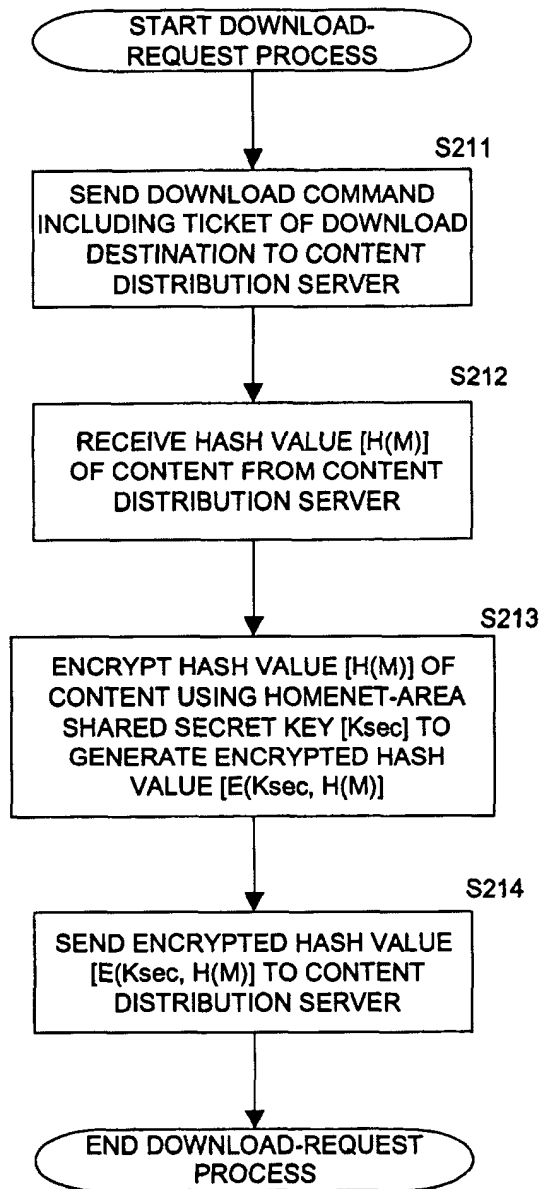 START DOWNLOAD-
REQUEST PROCESS
S211
SEND DOWNLOAD COMMAND
INCLUDING TICKET OF DOWNLOAD
DESTINATION TO CONTENT
DISTRIBUTION SERVER
S212
RECEIVE HASH VALUE [H(M)]
OF CONTENT FROM CONTENT
DISTRIBUTION SERVER
S213
ENCRYPT HASH VALUE [H(M)] OF
CONTENT USING HOMENET-AREA
SHARED SECRET KEY [Ksec] TO
GENERATE ENCRYPTED HASH
VALUE [E(Ksec, H(M)]
S214
SEND ENCRYPTED HASH VALUE
[E(Ksec, H(M)] TO CONTENT
DISTRIBUTION SERVER
END DOWNLOAD-REQUEST
PROCESS